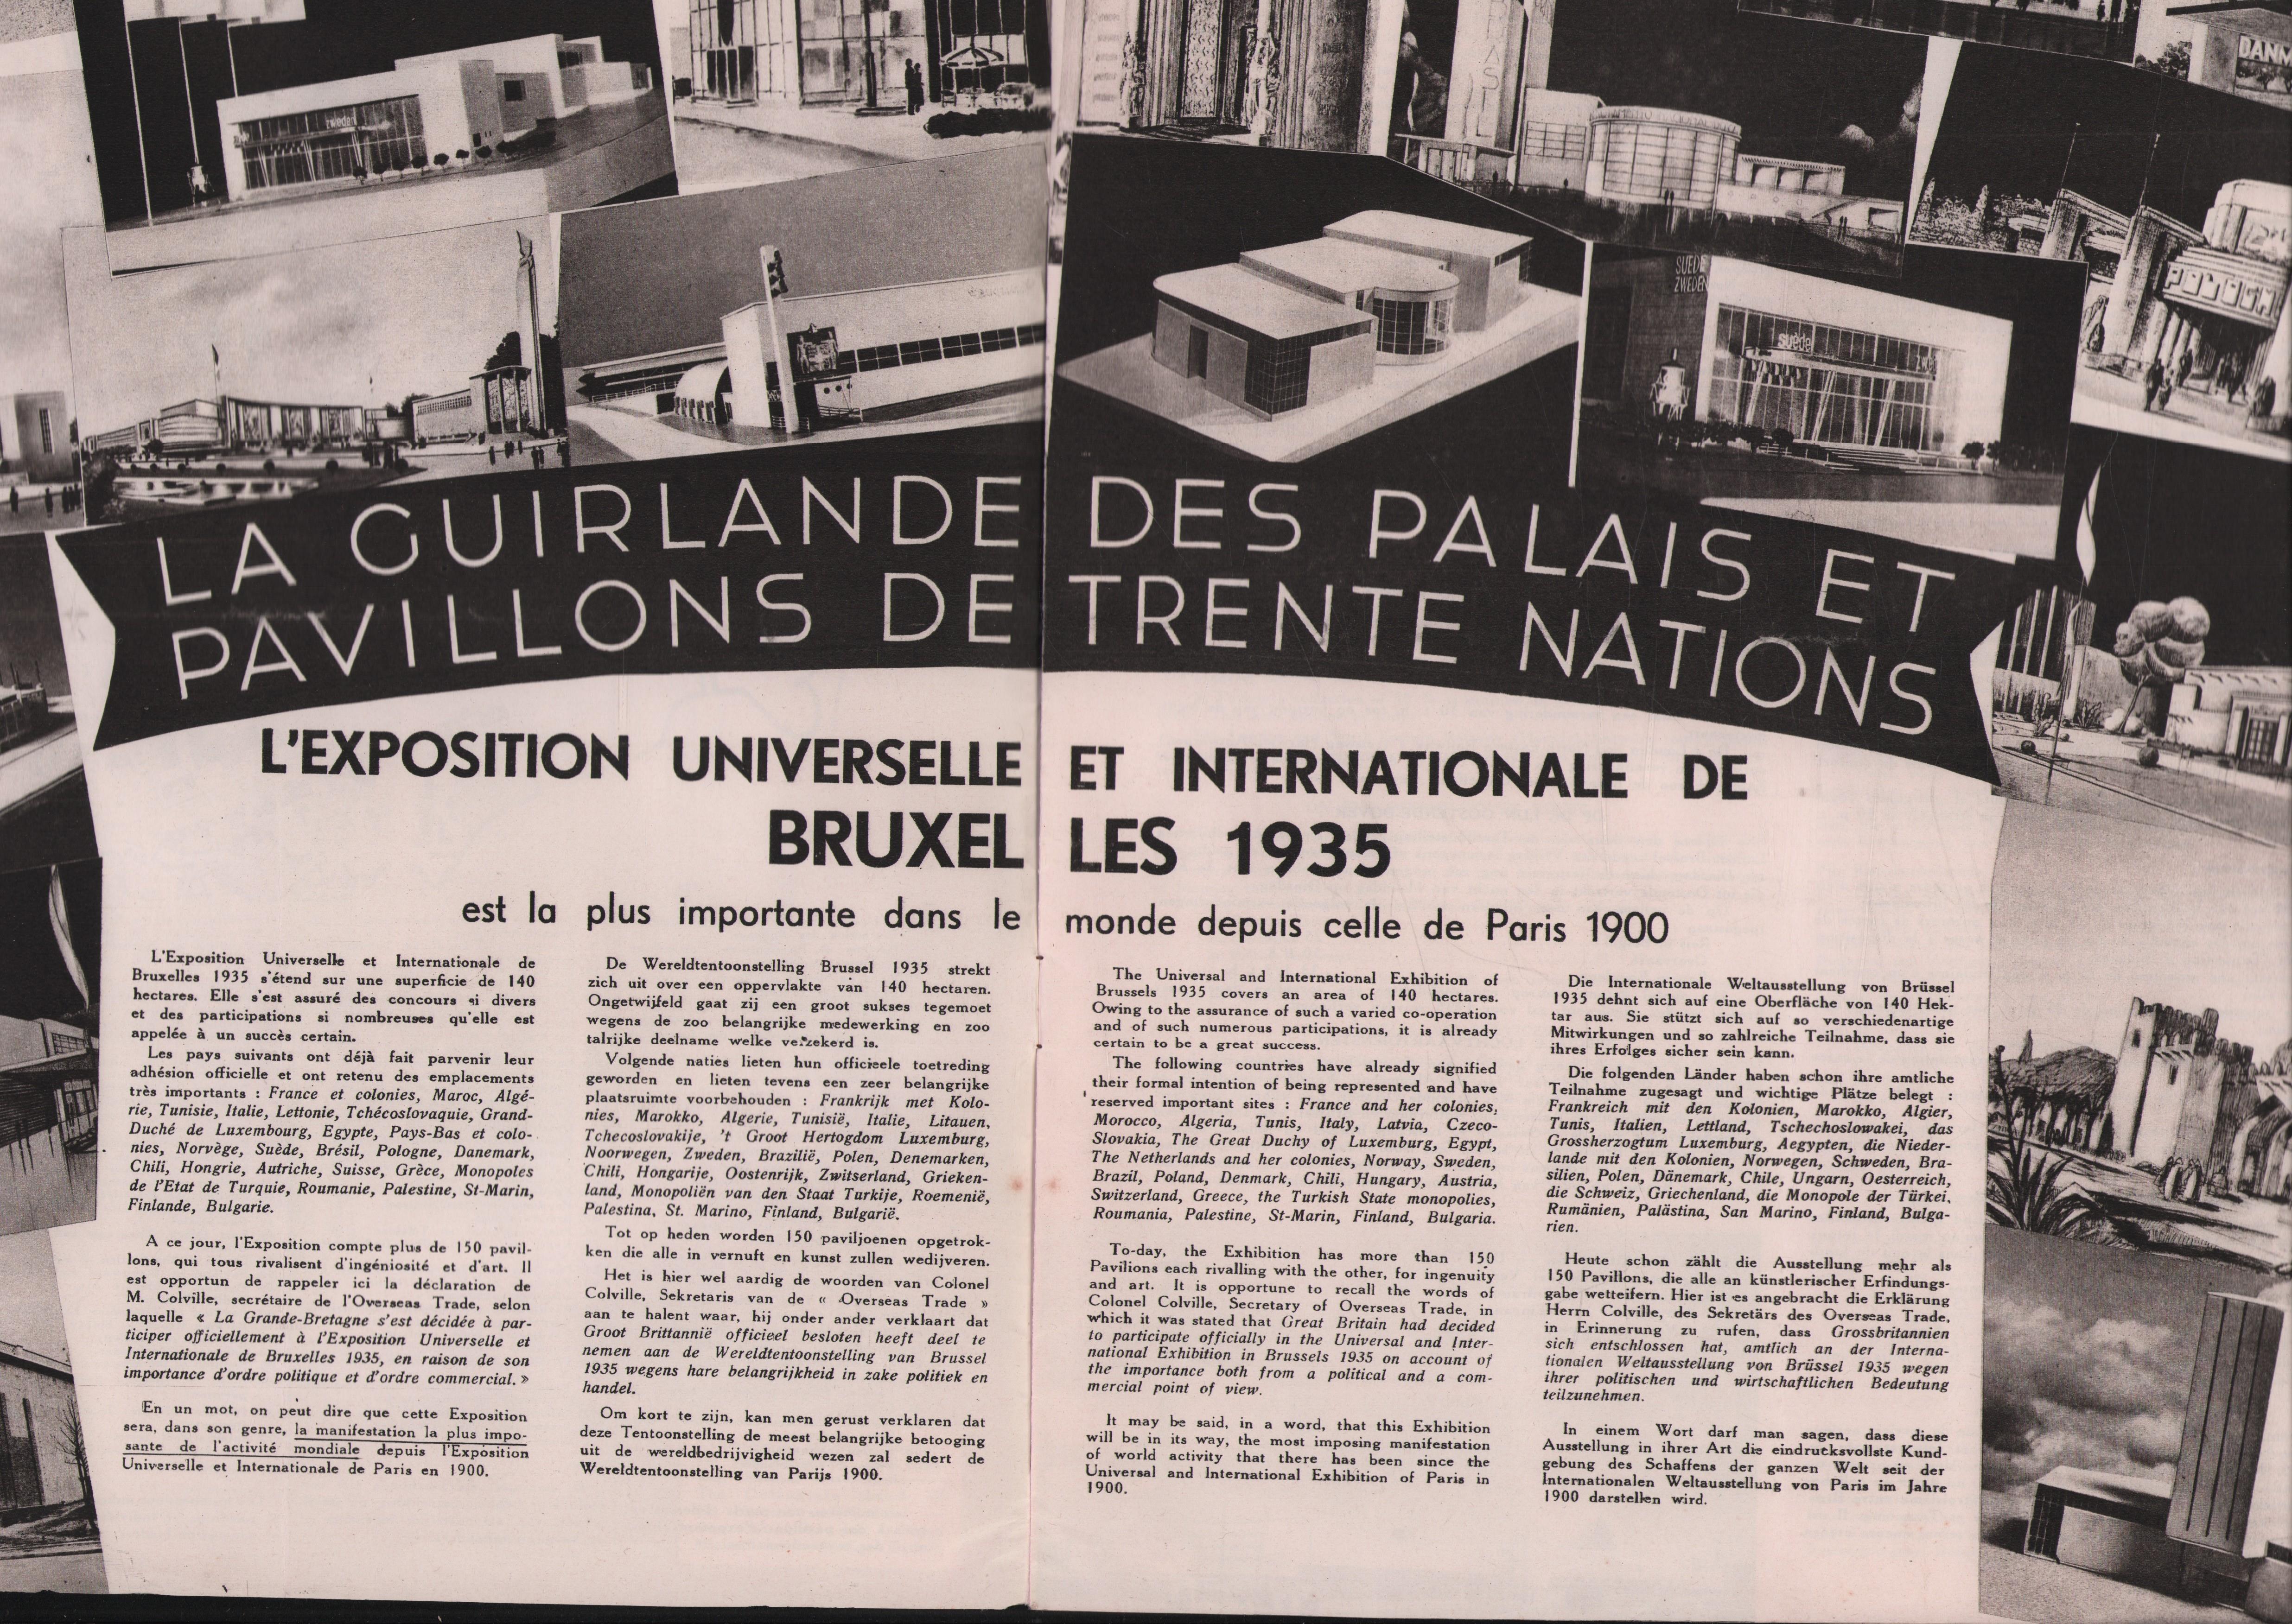 zweden
BRASIL
DANM
SUEDE
ZWEDEN
suède
POLOGNE
LA GUIRLANDE DES PALAIS ET
PAVILLONS DE TRENTE NATIONS
L'EXPOSITION UNIVERSELLE ET INTERNATIONALE DE
BRUXELLES 1935
est la plus importante dans le monde depuis celle de Paris 1900
L'Exposition Universelle et Internationale de
Bruxelles 1935 s'étend sur une superficie de 140
hectares. Elle s'est assuré des concours si divers
et des participations si nombreuses qu'elle est
appelée à un succès certain.
Les pays suivants ont déjà fait parvenir leur
adhésion officielle et ont retenu des emplacements
très importants : France et colonies, Maroc, Algé-
rie, Tunisie, Italie, Lettonie, Tchécoslovaquie, Grand-
Duché de Luxembourg, Egypte, Pays-Bas et colo-
nies, Norvège, Suède, Brésil, Pologne, Danemark,
Chili, Hongrie, Autriche, Suisse, Grèce, Monopoles
de l'Etat de Turquie, Roumanie, Palestine, St-Marin,
Finlande, Bulgarie.
A ce jour, l'Exposition compte plus de 150 pavil-
lons, qui tous rivalisent d'ingéniosité et d'art. Il
est opportun de rappeler ici la déclaration de
M. Colville, secrétaire de l'Overseas Trade, selon
laquelle « La Grande-Bretagne s'est décidée à par-
ticiper officiellement à l'Exposition Universelle et
Internationale de Bruxelles 1935, en raison de son
importance d'ordre politique et d'ordre commercial. »
En un mot, on peut dire que cette Exposition
sera, dans son genre, la manifestation la plus impo-
sante de l'activité mondiale depuis l'Exposition
Universelle et Internationale de Paris en 1900.
De Wereldtentoonstelling Brussel 1935 strekt
zich uit over een oppervlakte van 140 hectaren.
Ongetwijfeld gaat zij een groot sukses tegemoet
wegens de zoo belangrijke medewerking en zoo
talrijke deelname welke verzekerd is.
Volgende naties lieten hun officieele toetreding
geworden en lieten tevens een zeer belangrijke
plaatsruimte voorbehouden : Frankrijk met Kolo-
nies, Marokko, Algerie, Tunisië, Italie, Litauen,
Tchecoslovakije, 't Groot Hertogdom Luxemburg,
Noorwegen, Zweden, Brazilië, Polen, Denemarken,
Chili, Hongarije, Oostenrijk, Zwitserland, Grieken-
land, Monopoliën van den Staat Turkije, Roemenië,
Palestina, St. Marino, Finland, Bulgarië.
Tot op heden worden 150 paviljoenen opgetrok-
ken die alle in vernuft en kunst zullen wedijveren.
Het is hier wel aardig de woorden van Colonel
Colville, Sekretaris van de « Overseas Trade »
aan te halent waar, hij onder ander verklaart dat
Groot Brittannië officieel besloten heeft deel te
nemen aan de Wereldtentoonstelling van Brussel
1935 wegens hare belangrijkheid in zake politiek en
handel.
Om kort te zijn, kan men gerust verklaren dat
deze Tentoonstelling de meest belangrijke betooging
uit de wereldbedrijvigheid wezen zal sedert de
Wereldtentoonstelling van Parijs 1900.
The Universal and International Exhibition of
Brussels 1935 covers an area of 140 hectares.
Owing to the assurance of such a varied co-operation
and of such numerous participations, it is already
certain to be a great success.
The following countries have already signified
their formal intention of being represented and have
reserved important sites : France and her colonies,
Morocco, Algeria, Tunis, Italy, Latvia, Czeco-
Slovakia, The Great Duchy of Luxemburg, Egypt,
The Netherlands and her colonies, Norway, Sweden,
Brazil, Poland, Denmark, Chili, Hungary, Austria,
Switzerland, Greece, the Turkish State monopolies,
Roumania, Palestine, St-Marin, Finland, Bulgaria.
To-day, the Exhibition has more than 150
Pavilions each rivalling with the other, for ingenuity
and art. It is opportune to recall the words of
Colonel Colville, Secretary of Overseas Trade, in
which it was stated that Great Britain had decided
to participate officially in the Universal and Inter-
national Exhibition in Brussels 1935 on account of
the importance both from a political and a com-
mercial point of view.
It may be said, in a word, that this Exhibition
will be in its way, the most imposing manifestation
of world activity that there has been since the
Universal and International Exhibition of Paris in
1900.
Die Internationale Weltausstellung von Brüssel
1935 dehnt sich auf eine Oberfläche von 140 Hek-
tar aus. Sie stützt sich auf so verschiedenartige
Mitwirkungen und so zahlreiche Teilnahme, dass sie
ihres Erfolges sicher sein kann.
Die folgenden Länder haben schon ihre amtliche
Teilnahme zugesagt und wichtige Plätze belegt :
Frankreich mit den Kolonien, Marokko, Algier,
Tunis, Italien, Lettland, Tschechoslowakei, das
Grossherzogtum Luxemburg, Aegypten, die Nieder-
lande mit den Kolonien, Norwegen, Schweden, Bra-
silien, Polen, Dänemark, Chile, Ungarn, Oesterreich,
die Schweiz, Griechenland, die Monopole der Türkei,
Rumänien, Palästina, San Marino, Finland, Bulga-
rien.
Heute schon zählt die Ausstellung mehr als
150 Pavillons, die alle an künstlerischer Erfindungs-
gabe wetteifern. Hier ist es angebracht die Erklärung
Herrn Colville, des Sekretärs des Overseas Trade,
in Erinnerung zu rufen, dass Grossbritannien
sich entschlossen hat, amtlich an der Interna-
tionalen Weltausstellung von Brüssel 1935 wegen
ihrer politischen und wirtschaftlichen Bedeutung
teilzunehmen.
In einem Wort darf man sagen, dass diese
Ausstellung in ihrer Art die eindrucksvollste Kund-
gebung des Schaffens der ganzen Welt seit der
Internationalen Weltausstellung von Paris im Jahre
1900 darstellen wird.